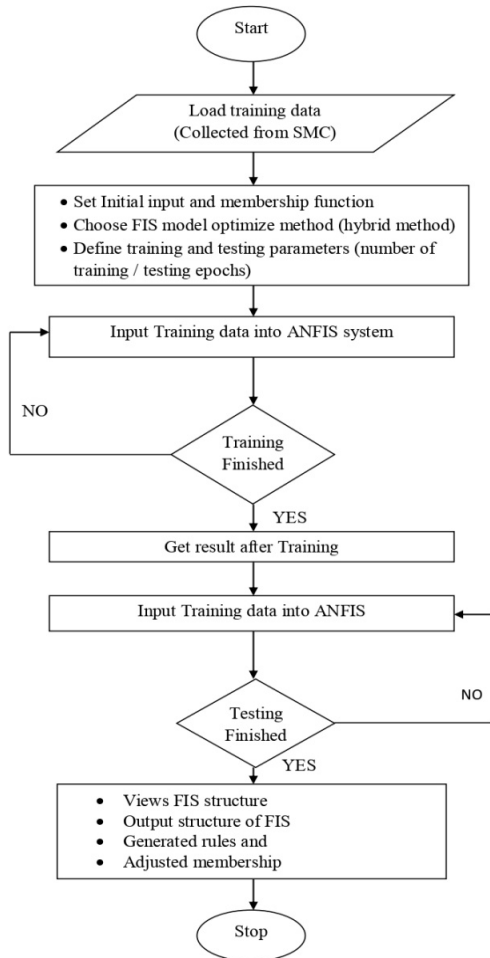 Start
Load training data
(Collected from SMC)
• Set Initial input and membership function
• Choose FIS model optimize method (hybrid method)
• Define training and testing parameters (number of
training / testing epochs)
Input Training data into ANFIS system
NO
Training
Finished
YES
Get result after Training
Input Training data into ANFIS
NO
Testing
Finished
YES
• Views FIS structure
• Output structure of FIS
• Generated rules and
• Adjusted membership
Stop